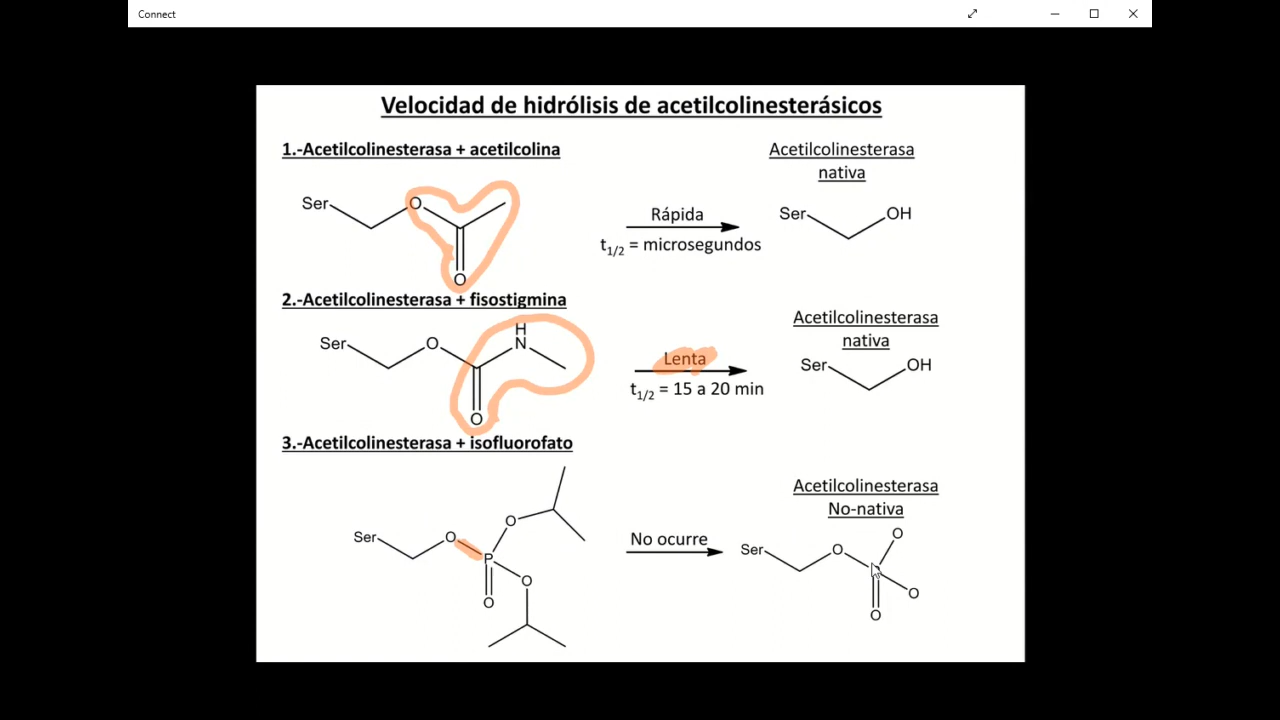 Connect
Velocidad de hidrólisis de acetilcolinesterásicos
1.-Acetilcolinesterasa + acetilcolina
Acetilcolinesterasa
nativa
Ser
O
O
Rápida
t1/2 = microsegundos
Ser
OH
2.-Acetilcolinesterasa + fisostigmina
Acetilcolinesterasa
nativa
Ser
O
H
N
O
Lenta
t1/2 = 15 a 20 min
Ser
OH
3.-Acetilcolinesterasa + isofluorofato
Acetilcolinesterasa
No-nativa
Ser
O
P
O
O
O
No ocurre
Ser
O
O
O
O